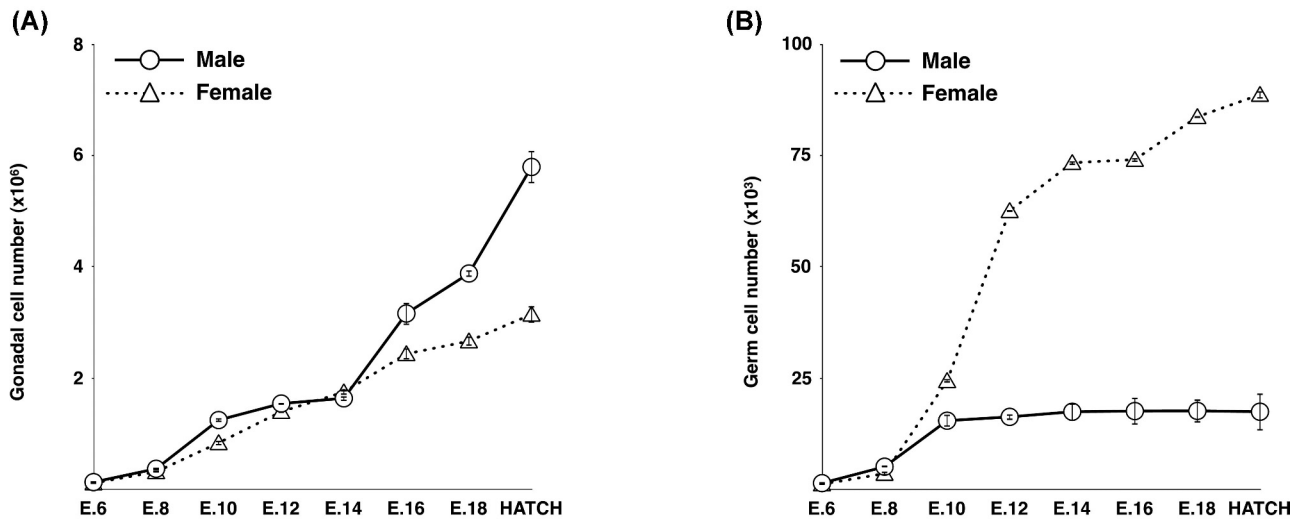 (A)
8
6
4
2
Gonadal cell number (x10⁶)
Male
Female
E.6 E.8 E.10 E.12 E.14 E.16 E.18 HATCH
(B)
100
75
50
25
Germ cell number (x10³)
Male
Female
E.6 E.8 E.10 E.12 E.14 E.16 E.18 HATCH